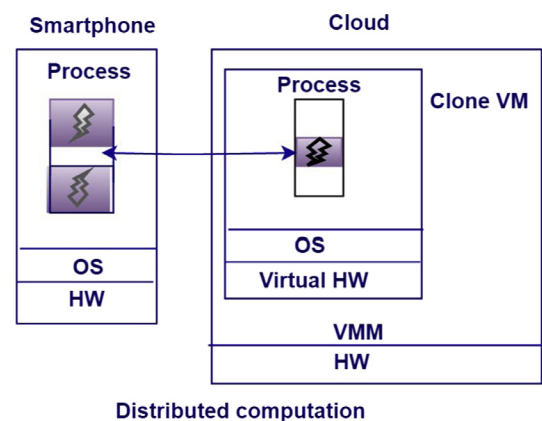 Smartphone
Process
OS
HW
Cloud
Process
Clone VM
OS
Virtual HW
VMM
HW
Distributed computation